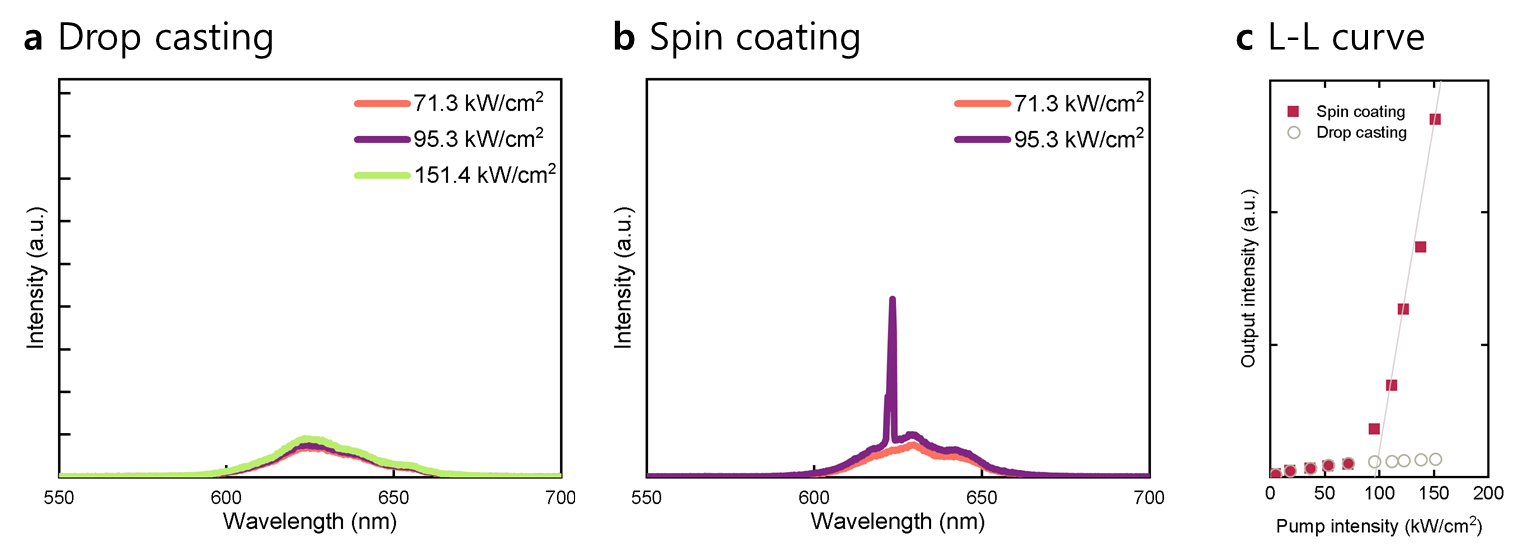 a Drop casting
71.3 kW/cm²
95.3 kW/cm²
151.4 kW/cm²
Intensity (a.u.)
550 600 650 700
Wavelength (nm)
b Spin coating
71.3 kW/cm²
95.3 kW/cm²
Intensity (a.u.)
550 600 650 700
Wavelength (nm)
c L-L curve
Spin coating
Drop casting
Output intensity (a.u.)
0 50 100 150 200
Pump intensity (kW/cm²)